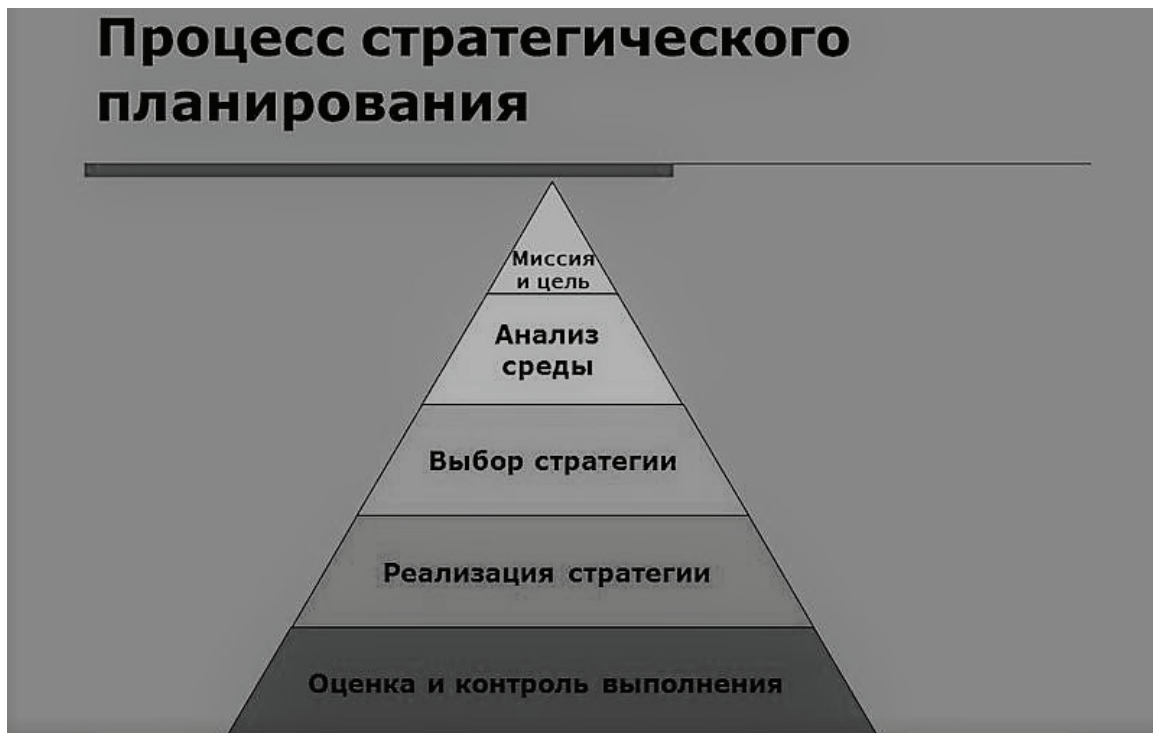 Процесс стратегического
планирования
Миссия
и цель
Анализ
среды
Выбор стратегии
Реализация стратегии
Оценка и контроль выполнения